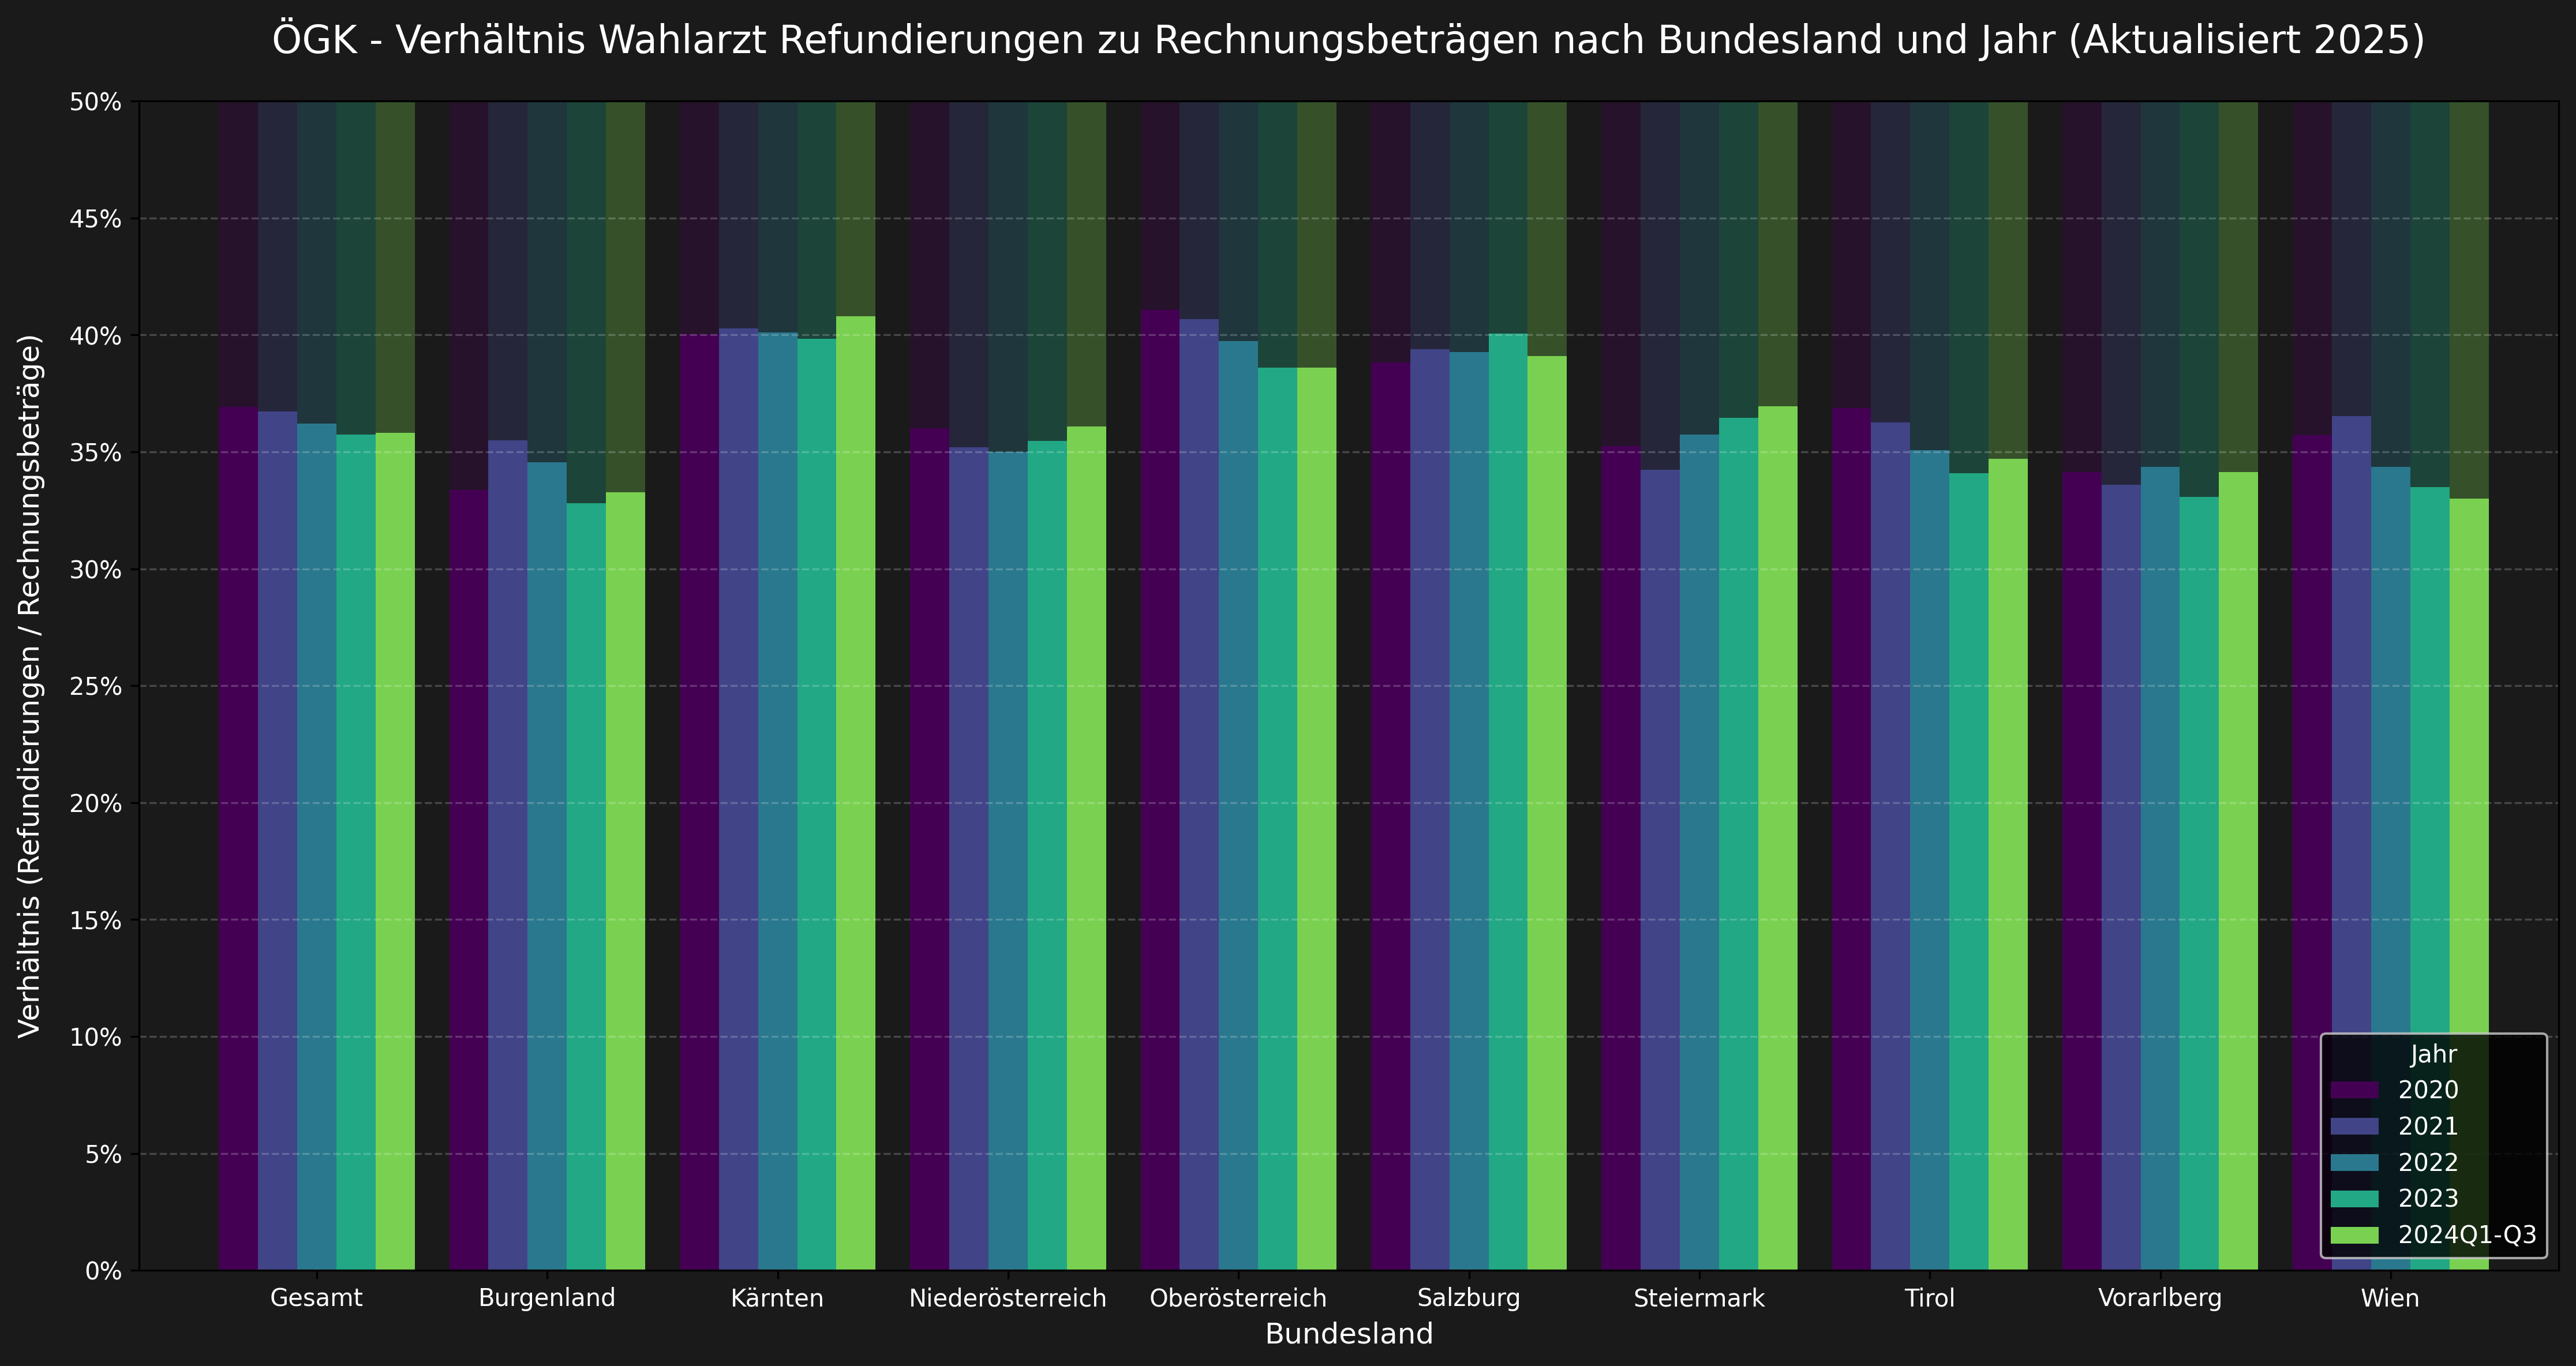 ÖGK - Verhältnis Wahlarzt Refundierungen zu Rechnungsbeträgen nach Bundesland und Jahr (Aktualisiert 2025)
Verhältnis (Refundierungen / Rechnungsbeträge)
50%
45%
40%
35%
30%
25%
20%
15%
10%
5%
0%
Jahr
2020
2021
2022
2023
2024Q1-Q3
Gesamt
Burgenland
Kärnten
Niederösterreich
Oberösterreich
Salzburg
Steiermark
Tirol
Vorarlberg
Wien
Bundesland